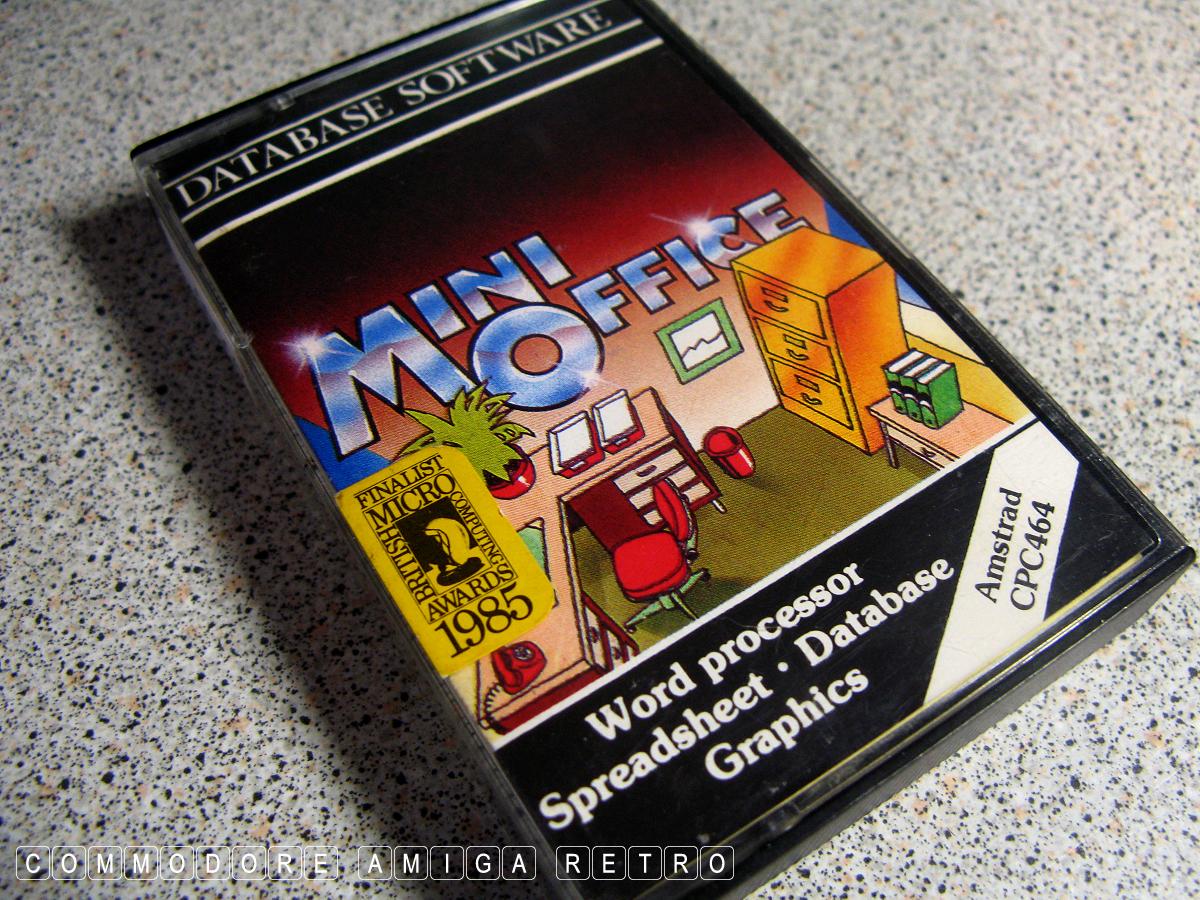 DATABASE SOFTWARE
MINI
OFFICE
FINALIST
BRITISH
MICRO
COMPUTING
AWARDS
1985
Word processor
Spreadsheet · Database
Graphics
Amstrad
CPC464
COMMODORE AMIGA RETRO